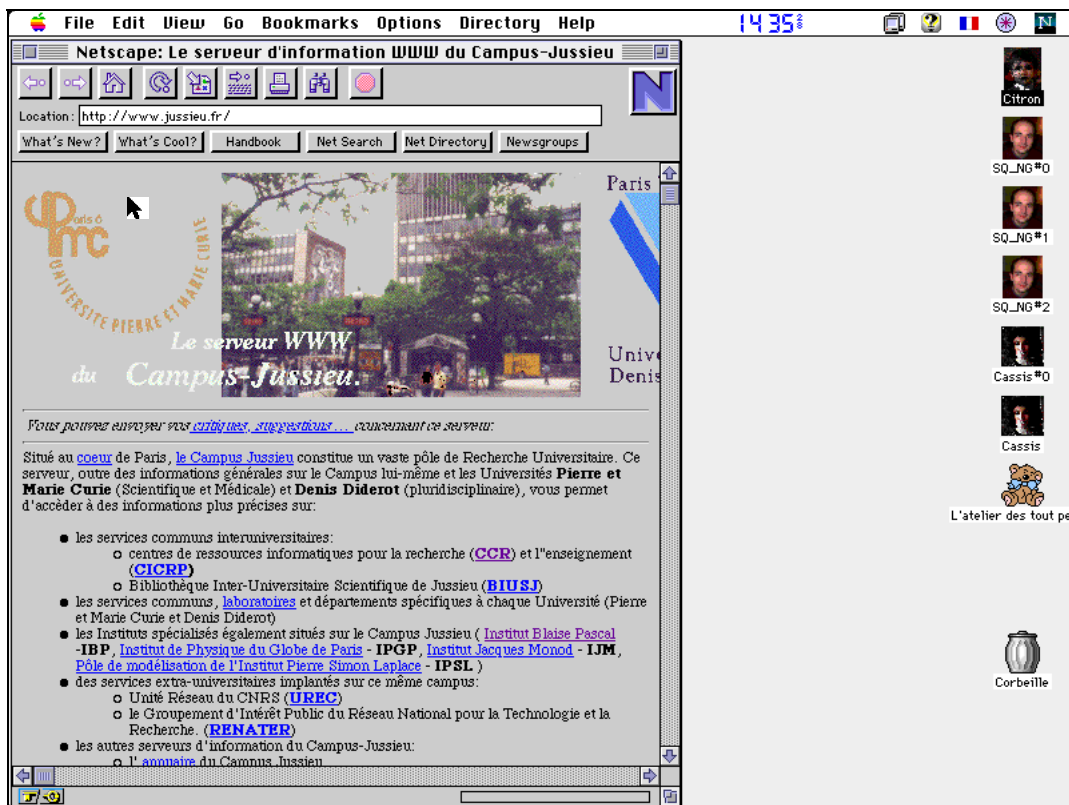 File Edit View Go Bookmarks Options Directory Help 14 35
Netscape: Le serveur d'information WWW du Campus-Jussieu
Location: http://www.jussieu.fr/
What's New? What's Cool? Handbook Net Search Net Directory Newsgroups
Paris 6
UPMC
UNIVERSITE PIERRE ET MARIE CURIE
Paris
Le serveur WWW
du Campus-Jussieu.
Unive
Denis
Vous pouvez envoyer vos critiques, suggestions ... concernant ce serveur.
Situé au coeur de Paris, le Campus Jussieu constitue un vaste pôle de Recherche Universitaire. Ce
serveur, outre des informations générales sur le Campus lui-même et les Universités Pierre et
Marie Curie (Scientifique et Médicale) et Denis Diderot (pluridisciplinaire), vous permet
d'accèder à des informations plus précises sur:
● les services communs interuniversitaires:
o centres de ressources informatiques pour la recherche (CCR) et l"enseignement
(CICRP)
o Bibliothèque Inter-Universitaire Scientifique de Jussieu (BIUSJ)
● les services communs, laboratoires et départements spécifiques à chaque Université (Pierre
et Marie Curie et Denis Diderot)
● les Instituts spécialisés également situés sur le Campus Jussieu ( Institut Blaise Pascal
-IBP, Institut de Physique du Globe de Paris - IPGP, Institut Jacques Monod - IJM,
Pôle de modélisation de l'Institut Pierre Simon Laplace - IPSL )
● des services extra-universitaires implantés sur ce même campus:
o Unité Réseau du CNRS (UREC)
o le Groupement d'Intérêt Public du Réseau National pour la Technologie et la
Recherche. (RENATER)
● les autres serveurs d'information du Campus-Jussieu:
o l' annuaire du Campus Jussieu
Citron
SQ_NG#0
SQ_NG#1
SQ_NG#2
Cassis#0
Cassis
L'atelier des tout pe
Corbeille